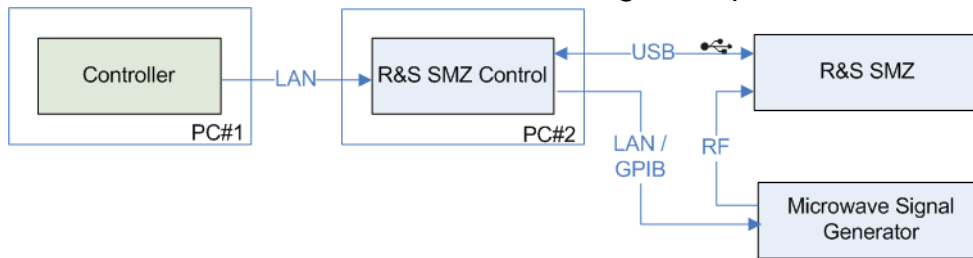 Controller
LAN
R&S SMZ Control
USB
R&S SMZ
PC#1
PC#2
LAN /
GPIB
RF
Microwave Signal
Generator